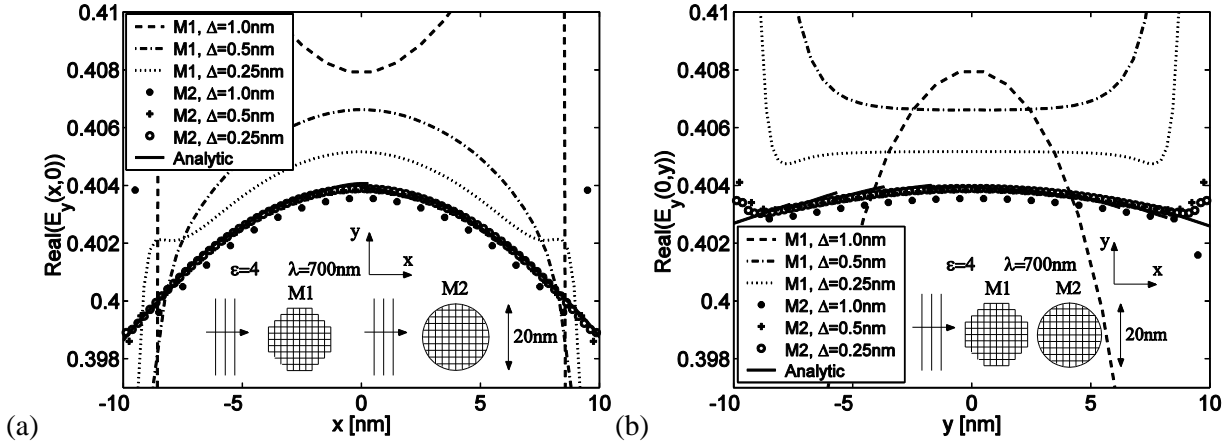 0.41
0.408
0.406
0.404
0.402
0.4
0.398
Real(E_y(x,0))
M1, Δ=1.0nm
M1, Δ=0.5nm
M1, Δ=0.25nm
M2, Δ=1.0nm
M2, Δ=0.5nm
M2, Δ=0.25nm
Analytic
y
x
ε=4 λ=700nm
M1 M2
20nm
-10 -5 0 5 10
x [nm]
(a)
0.41
0.408
0.406
0.404
0.402
0.4
0.398
Real(E_y(0,y))
y
x
ε=4 λ=700nm
M1 M2
20nm
M1, Δ=1.0nm
M1, Δ=0.5nm
M1, Δ=0.25nm
M2, Δ=1.0nm
M2, Δ=0.5nm
M2, Δ=0.25nm
Analytic
-10 -5 0 5 10
y [nm]
(b)